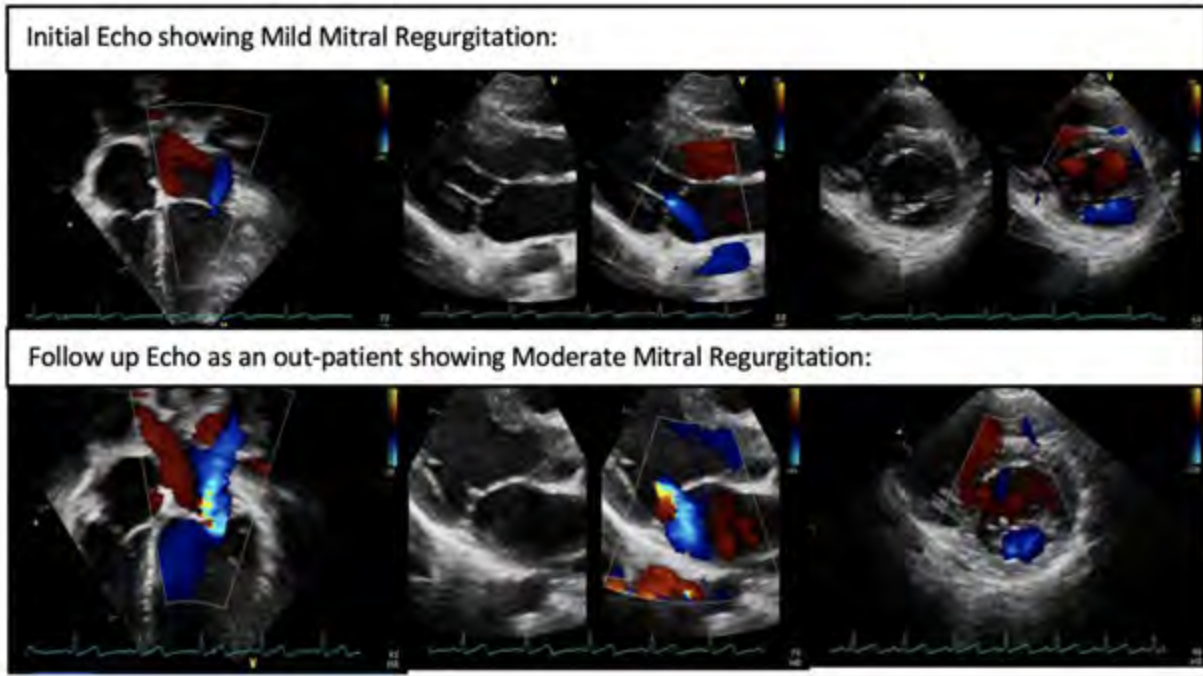 Initial Echo showing Mild Mitral Regurgitation:
V
V
V
V
Follow up Echo as an out-patient showing Moderate Mitral Regurgitation:
V